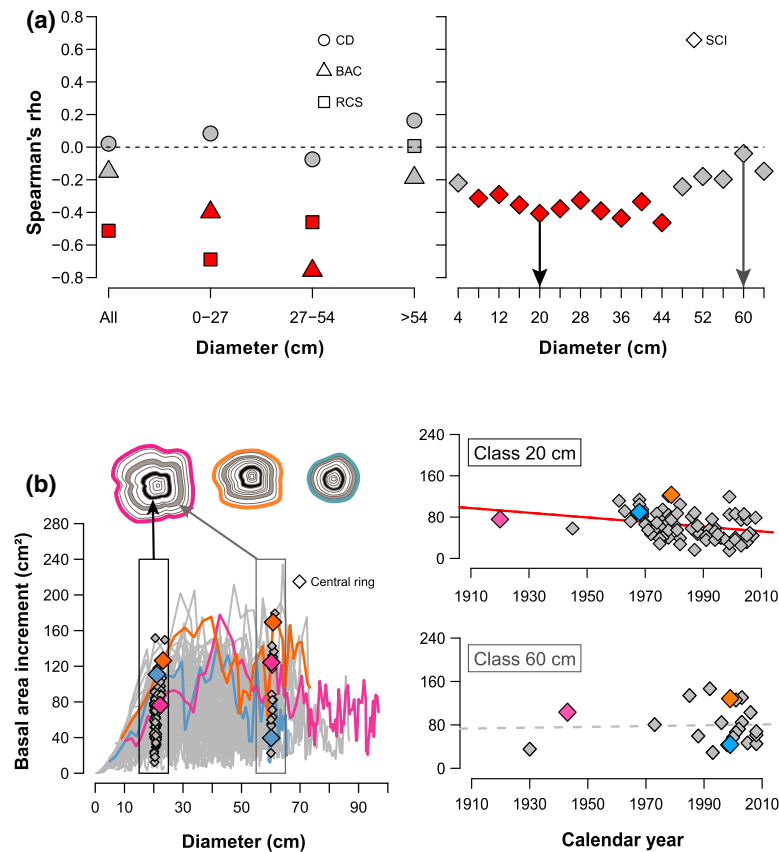 (a)
Spearman's rho
0.8
0.6
0.4
0.2
0.0
−0.2
−0.4
−0.6
−0.8
CD
BAC
RCS
SCI
All 0−27 27−54 >54
Diameter (cm)
4 12 20 28 36 44 52 60
Diameter (cm)
(b)
Basal area increment (cm²)
280
240
200
160
120
80
40
0
Central ring
0 10 30 50 70 90
Diameter (cm)
240
160
80
0
Class 20 cm
1910 1930 1950 1970 1990 2010
240
160
80
0
Class 60 cm
1910 1930 1950 1970 1990 2010
Calendar year